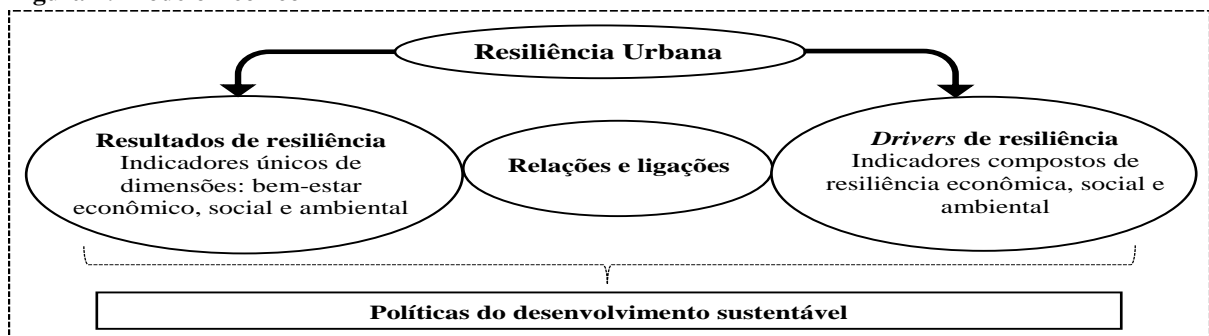 Resiliência Urbana
Resultados de resiliência
Indicadores únicos de
dimensões: bem-estar
econômico, social e ambiental
Relações e ligações
Drivers de resiliência
Indicadores compostos de
resiliência econômica, social e
ambiental
Políticas do desenvolvimento sustentável